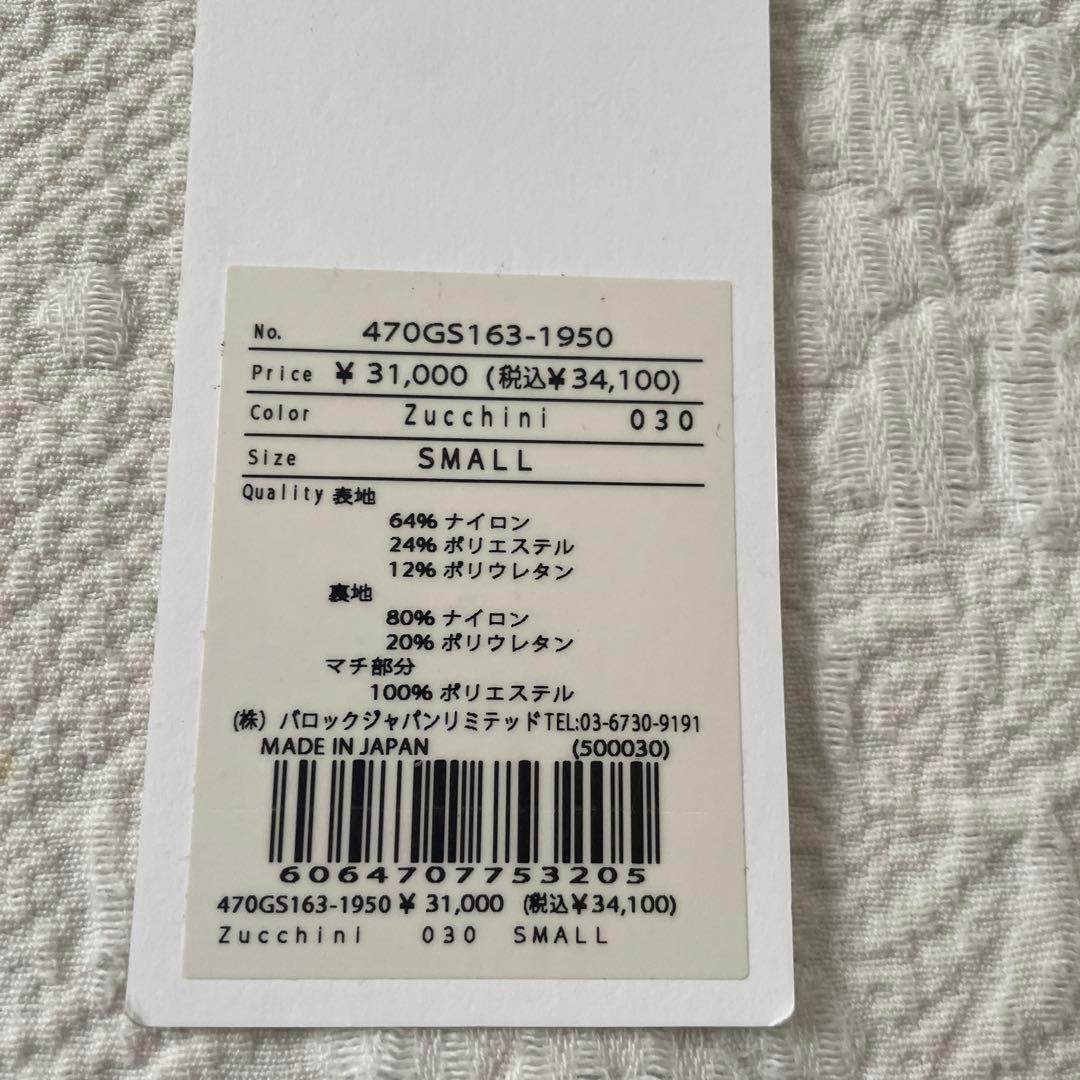 No. 470GS163-1950
Price ¥ 31,000 (税込¥34,100)
Color Zucchini 030
Size SMALL
Quality 表地
64% ナイロン
24% ポリエステル
12% ポリウレタン
裏地
80% ナイロン
20% ポリウレタン
マチ部分
100% ポリエステル
(株) バロックジャパンリミテッド TEL:03-6730-9191
MADE IN JAPAN (500030)
6064707753205
470GS163-1950 ¥ 31,000 (税込¥34,100)
Zucchini 030 SMALL